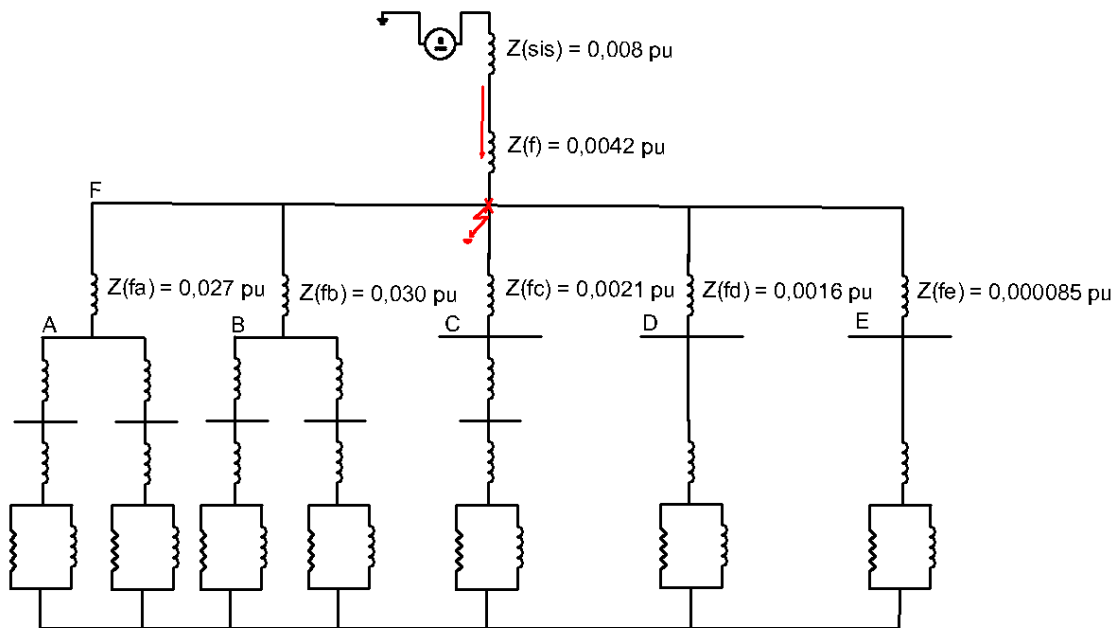 Z(sis) = 0,008 pu
Z(f) = 0,0042 pu
F
Z(fa) = 0,027 pu
Z(fb) = 0,030 pu
Z(fc) = 0,0021 pu
Z(fd) = 0,0016 pu
Z(fe) = 0,000085 pu
A
B
C
D
E